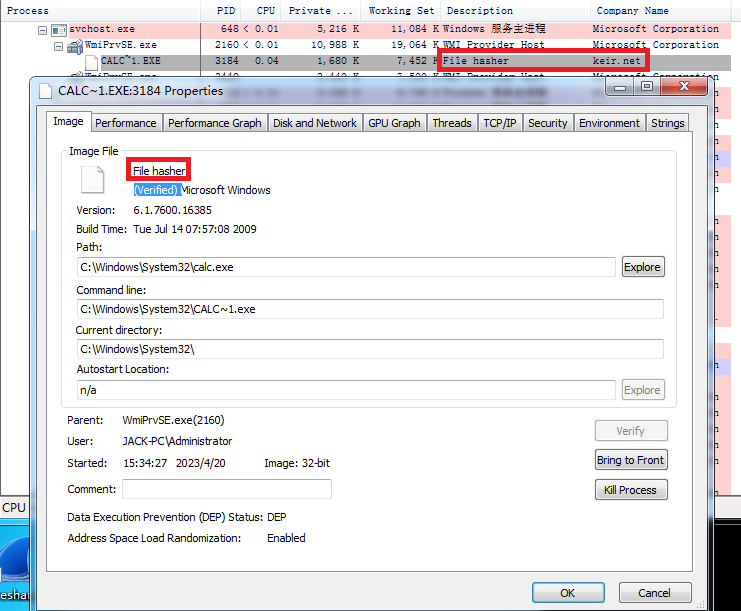 Process PID CPU Private ... Working Set Description Company Name
svchost.exe 648 < 0.01 5,216 K 11,084 K Windows 服务主进程 Microsoft Corporation
WmiPrvSE.exe 2160 < 0.01 10,988 K 19,064 K WMI Provider Host Microsoft Corporation
CALC~1.EXE 3184 0.04 1,680 K 7,452 K File hasher keir.net
CALC~1.EXE:3184 Properties
Image Performance Performance Graph Disk and Network GPU Graph Threads TCP/IP Security Environment Strings
Image File
File hasher
(Verified) Microsoft Windows
Version: 6.1.7600.16385
Build Time: Tue Jul 14 07:57:08 2009
Path:
C:\Windows\System32\calc.exe Explore
Command line:
C:\Windows\System32\CALC~1.exe
Current directory:
C:\Windows\System32\
Autostart Location:
n/a Explore
Parent: WmiPrvSE.exe(2160)
User: JACK-PC\Administrator Verify
Started: 15:34:27 2023/4/20 Image: 32-bit Bring to Front
Comment: Kill Process
CPU
Data Execution Prevention (DEP) Status: DEP
Address Space Load Randomization: Enabled
OK Cancel